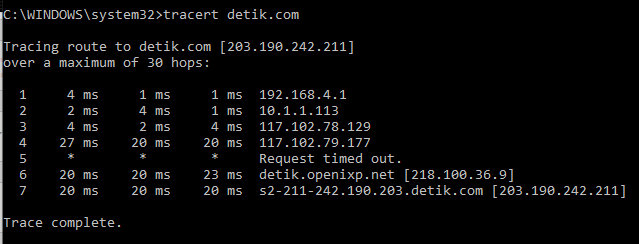 C:\WINDOWS\system32>tracert detik.com
Tracing route to detik.com [203.190.242.211]
over a maximum of 30 hops:
1 4 ms 1 ms 1 ms 192.168.4.1
2 2 ms 4 ms 1 ms 10.1.1.113
3 4 ms 2 ms 4 ms 117.102.78.129
4 27 ms 20 ms 20 ms 117.102.79.177
5 * * * Request timed out.
6 20 ms 20 ms 23 ms detik.openixp.net [218.100.36.9]
7 20 ms 20 ms 20 ms s2-211-242.190.203.detik.com [203.190.242.211]
Trace complete.